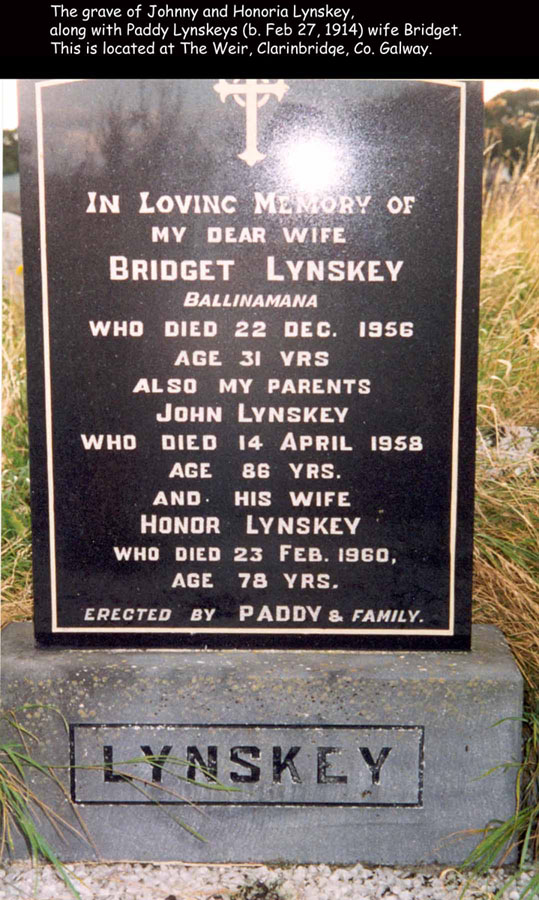 The grave of Johnny and Honoria Lynskey,
along with Paddy Lynskeys (b. Feb 27, 1914) wife Bridget.
This is located at The Weir, Clarinbridge, Co. Galway.
IN LOVING MEMORY OF
MY DEAR WIFE
BRIDGET LYNSKEY
BALLINAMANA
WHO DIED 22 DEC. 1956
AGE 31 YRS
ALSO MY PARENTS
JOHN LYNSKEY
WHO DIED 14 APRIL 1958
AGE 86 YRS.
AND HIS WIFE
HONOR LYNSKEY
WHO DIED 23 FEB. 1960,
AGE 78 YRS.
ERECTED BY PADDY & FAMILY.
LYNSKEY